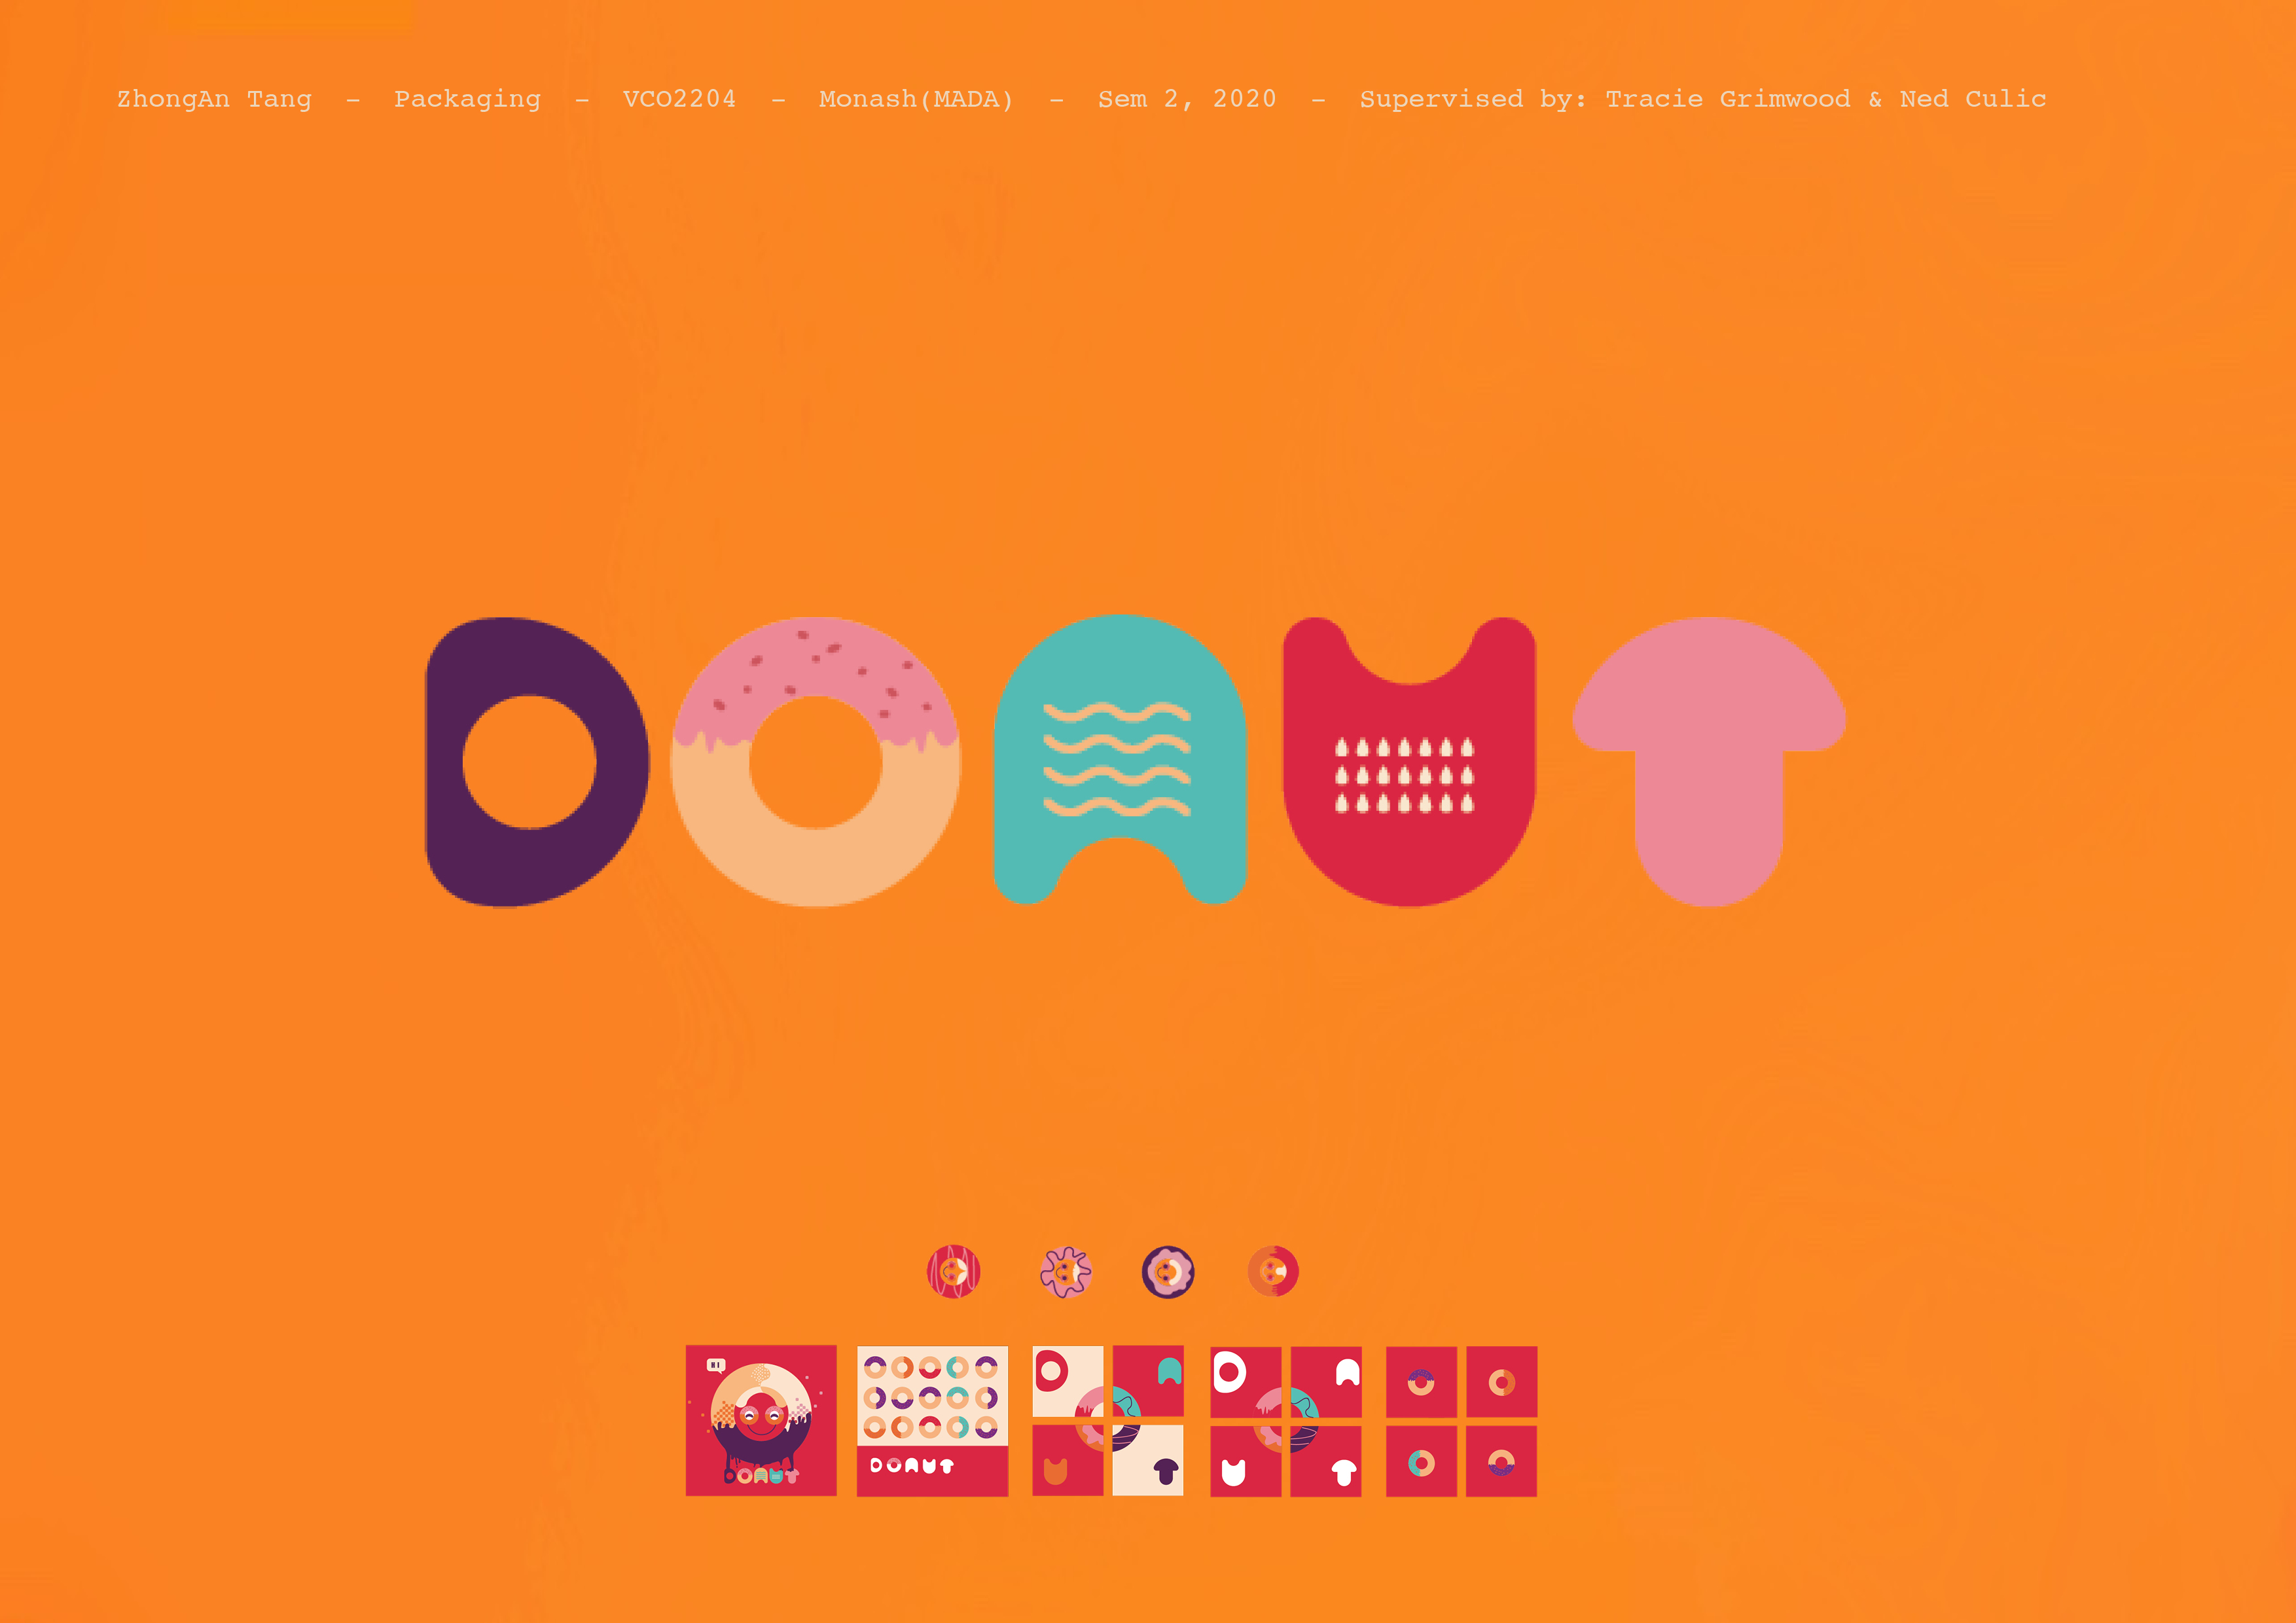 ZhongAn Tang – Packaging – VCO2204 – Monash(MADA) – Sem 2, 2020 – Supervised by: Tracie Grimwood & Ned Culic
DONUT
DONUT
DONUT
D N
D N
U T
U T